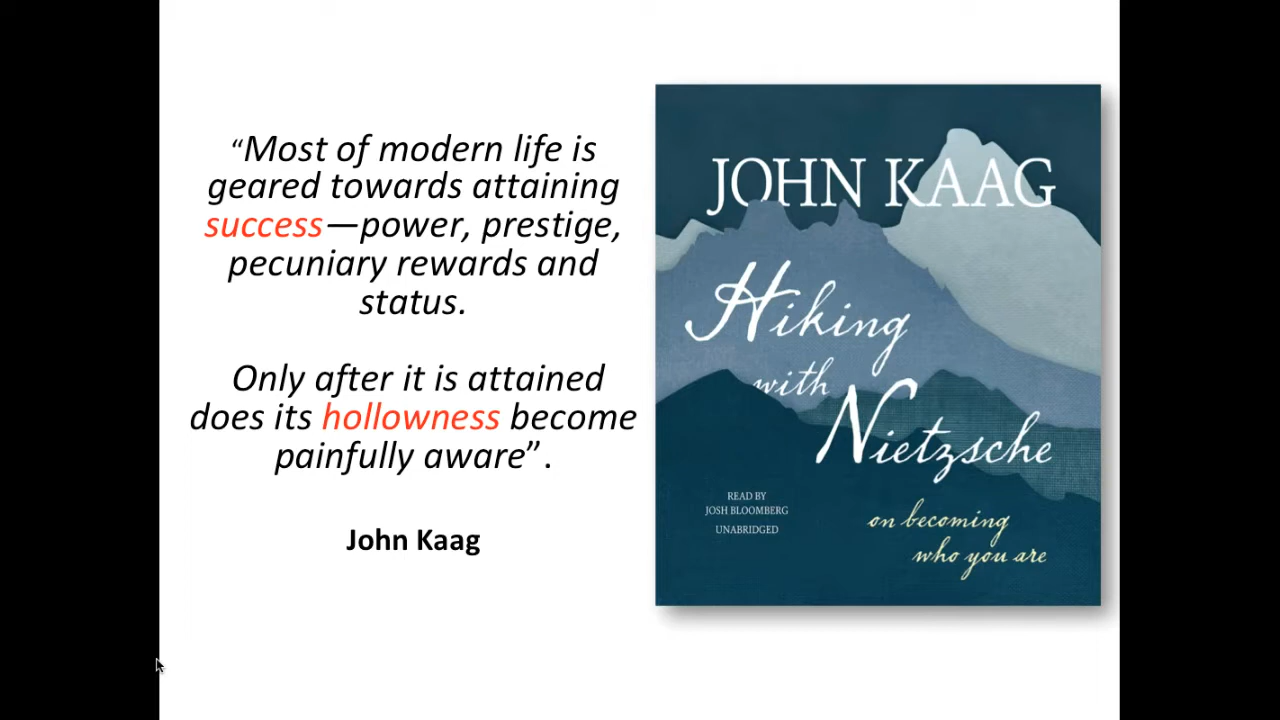 “Most of modern life is
geared towards attaining
success—power, prestige,
pecuniary rewards and
status.
Only after it is attained
does its hollowness become
painfully aware”.
John Kaag
JOHN KAAG
Hiking
with
Nietzsche
READ BY
JOSH BLOOMBERG
UNABRIDGED
on becoming
who you are